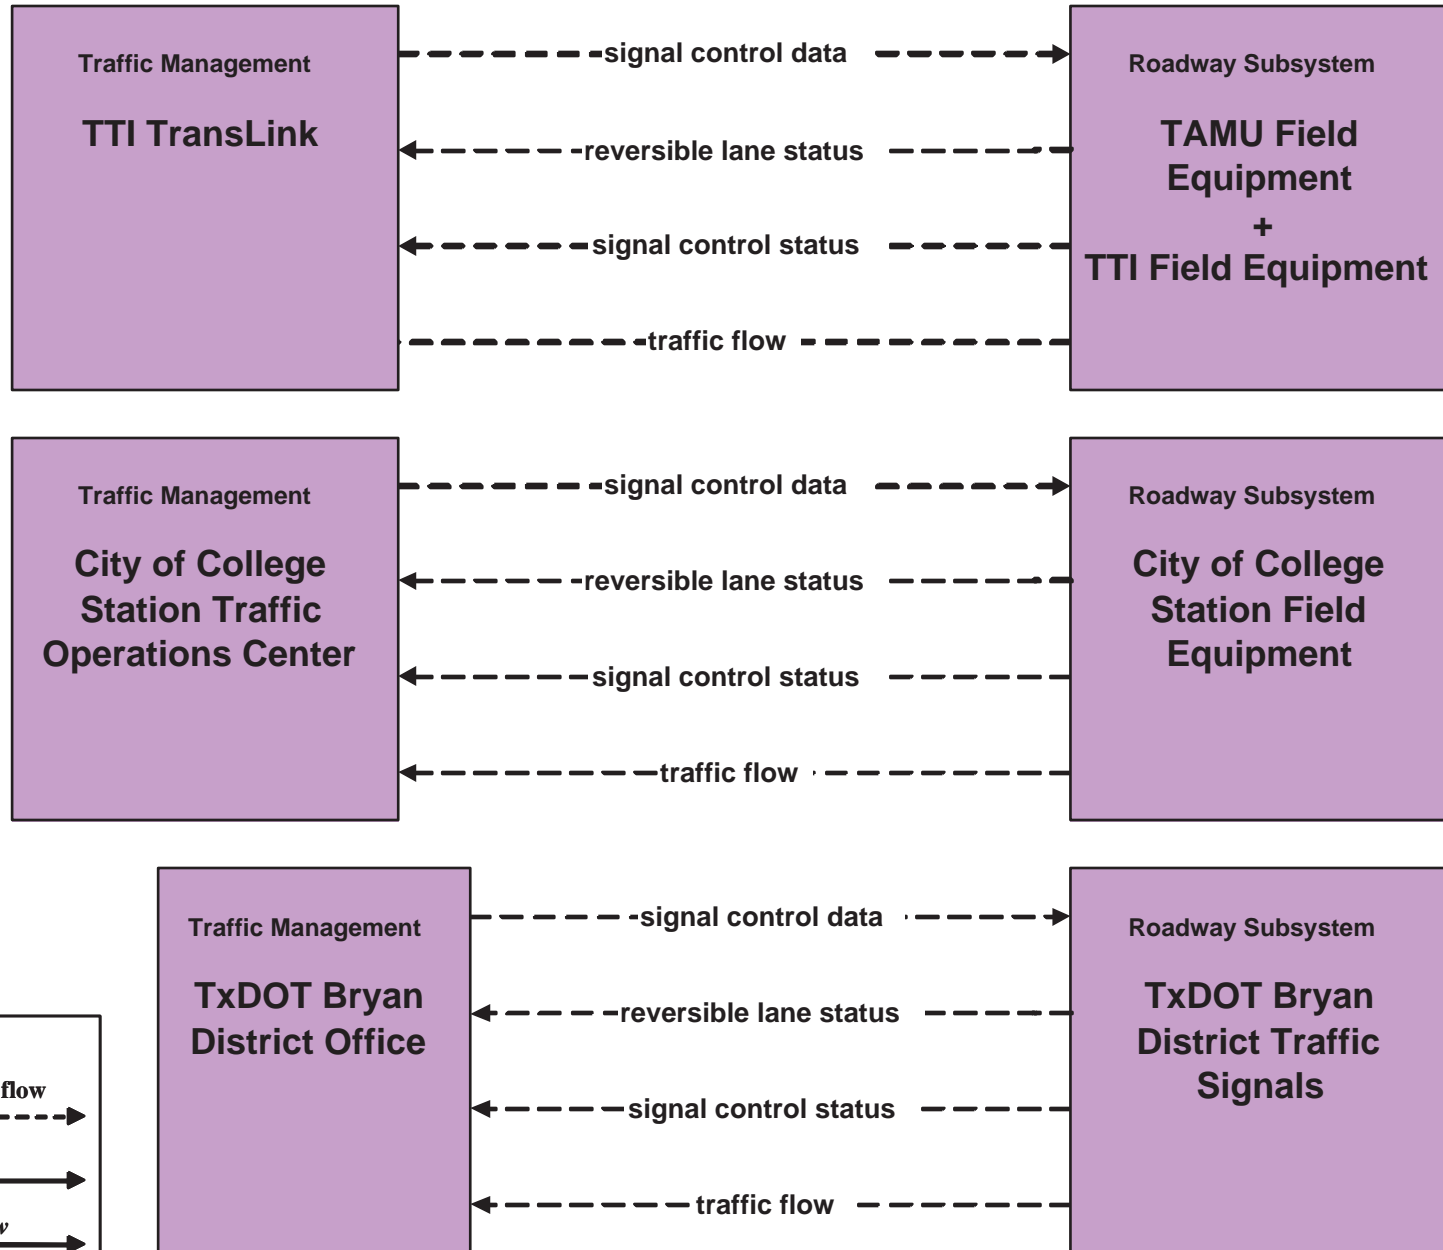 Traffic Management
TTI TransLink
signal control data
reversible lane status
signal control status
traffic flow
Roadway Subsystem
TAMU Field
Equipment
+
TTI Field Equipment
Traffic Management
City of College
Station Traffic
Operations Center
signal control data
reversible lane status
signal control status
traffic flow
Roadway Subsystem
City of College
Station Field
Equipment
Traffic Management
TxDOT Bryan
District Office
signal control data
reversible lane status
signal control status
traffic flow
Roadway Subsystem
TxDOT Bryan
District Traffic
Signals
flow